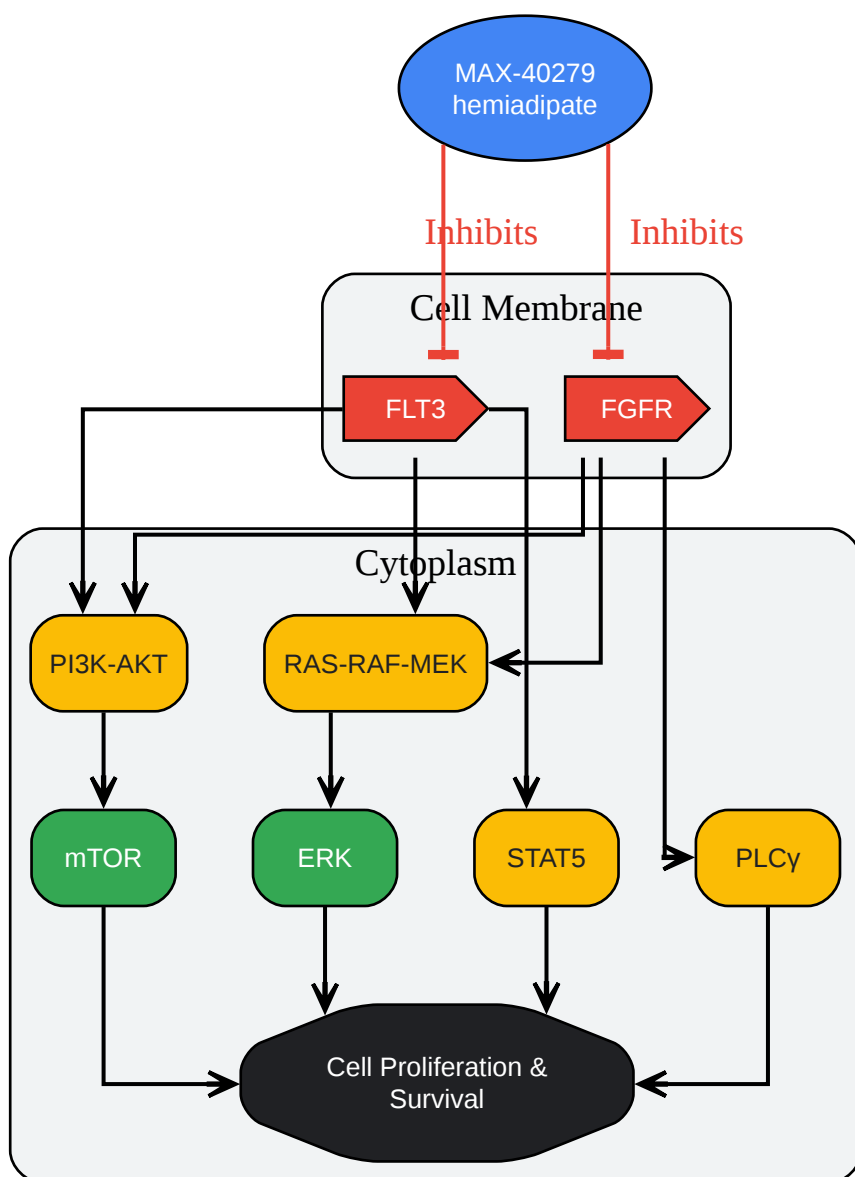 MAX-40279
hemiadipate
Inhibits
Inhibits
Cell Membrane
FLT3
FGFR
Cytoplasm
PI3K-AKT
RAS-RAF-MEK
mTOR
ERK
STAT5
PLCγ
Cell Proliferation &
Survival